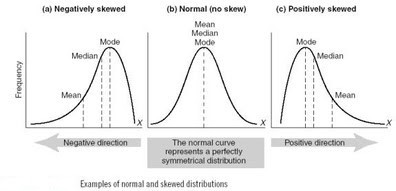 (a) Negatively skewed
(b) Normal (no skew)
(c) Positively skewed
Frequency
Mode
Median
Mean
X
Negative direction
Mean
Median
Mode
X
The normal curve
represents a perfectly
symmetrical distribution
Mode
Median
Mean
X
Positive direction
Examples of normal and skewed distributions